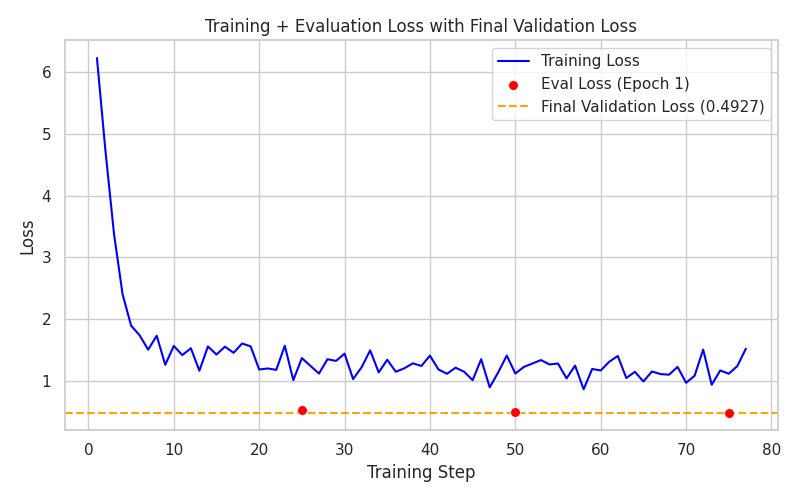 Training + Evaluation Loss with Final Validation Loss
Training Loss
Eval Loss (Epoch 1)
Final Validation Loss (0.4927)
Loss
6
5
4
3
2
1
0 10 20 30 40 50 60 70 80
Training Step